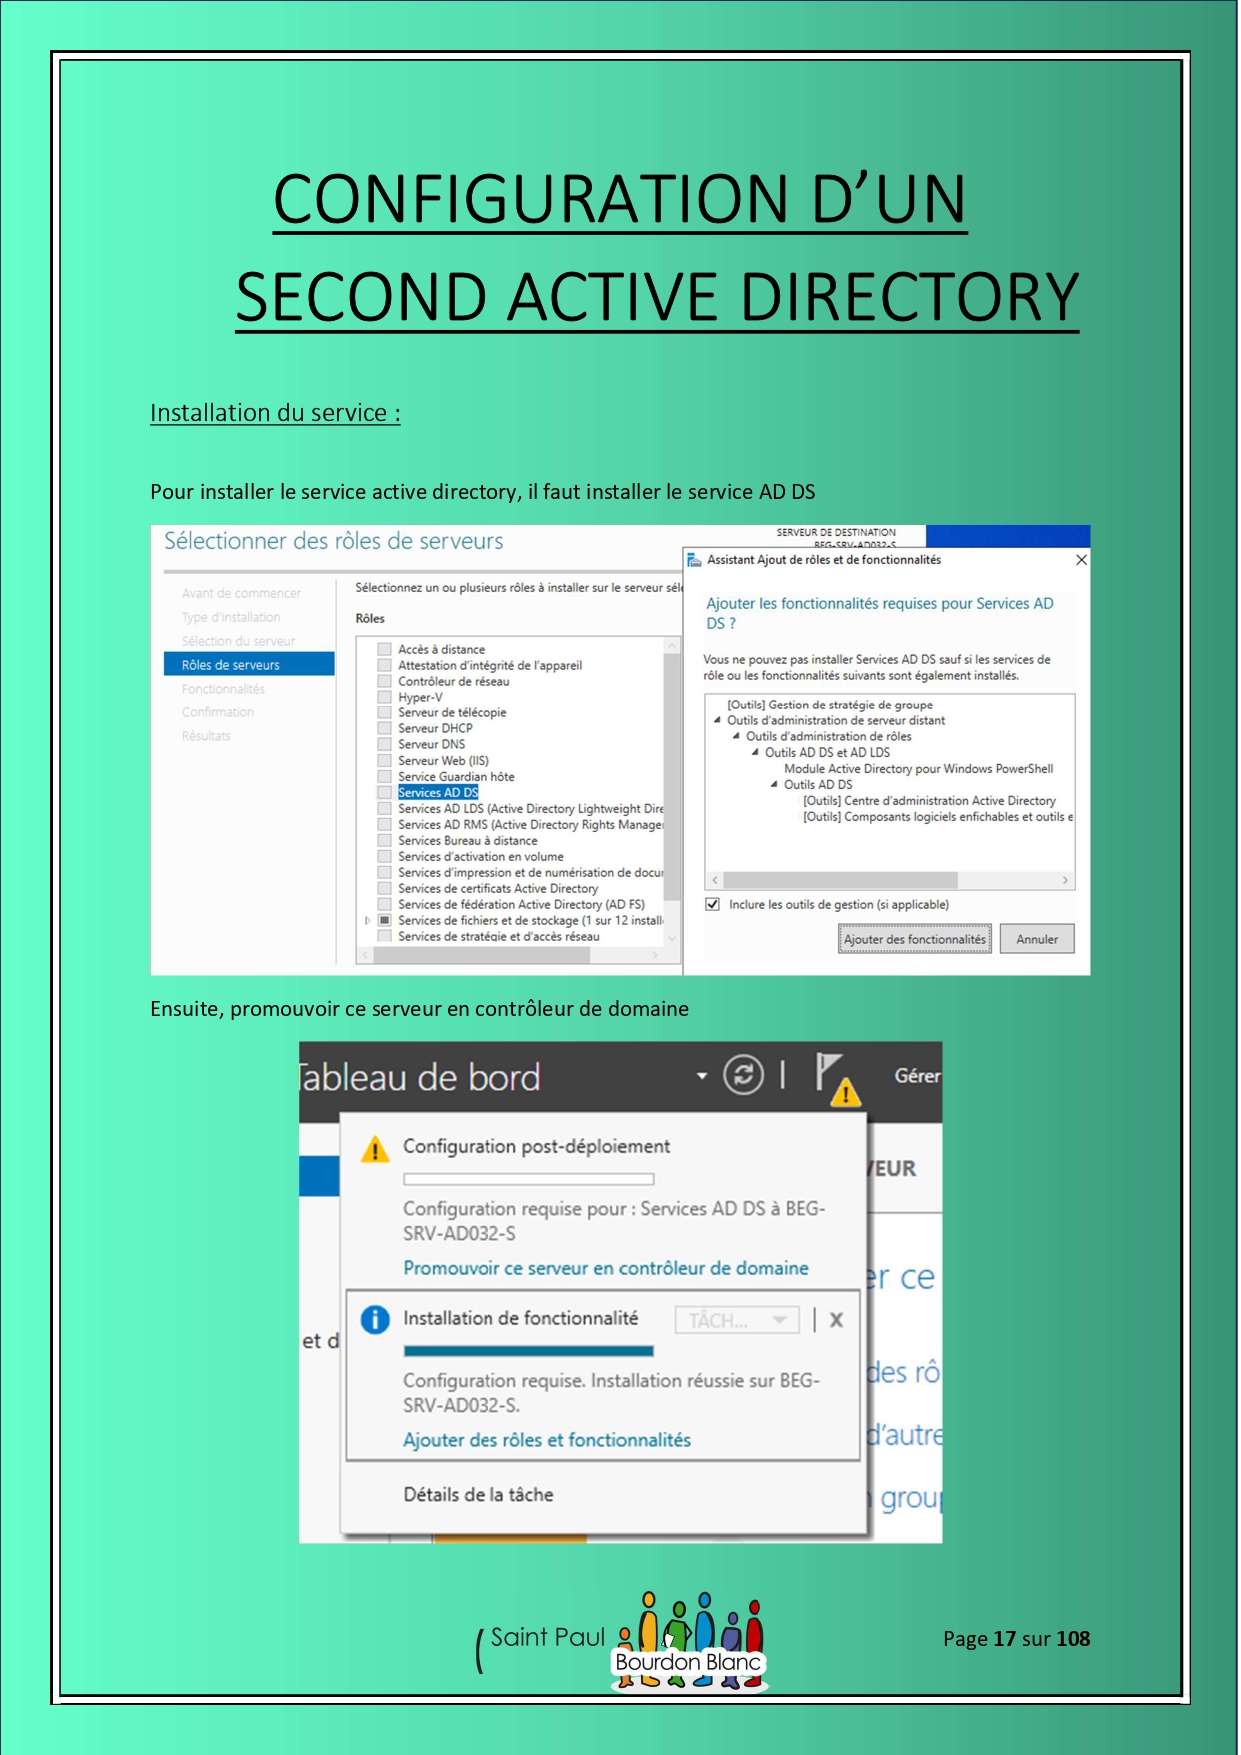 CONFIGURATION D’UN
SECOND ACTIVE DIRECTORY
Installation du service :
Pour installer le service active directory, il faut installer le service AD DS
Sélectionner des rôles de serveurs
SERVEUR DE DESTINATION
BEG-SRV-AD032-S
Avant de commencer
Type d'installation
Sélection du serveur
Rôles de serveurs
Fonctionnalités
Confirmation
Résultats
Sélectionnez un ou plusieurs rôles à installer sur le serveur séle
Rôles
Accès à distance
Attestation d'intégrité de l'appareil
Contrôleur de réseau
Hyper-V
Serveur de télécopie
Serveur DHCP
Serveur DNS
Serveur Web (IIS)
Service Guardian hôte
Services AD DS
Services AD LDS (Active Directory Lightweight Dire
Services AD RMS (Active Directory Rights Manage
Services Bureau à distance
Services d'activation en volume
Services d'impression et de numérisation de docu
Services de certificats Active Directory
Services de fédération Active Directory (AD FS)
Services de fichiers et de stockage (1 sur 12 install
Services de stratégie et d'accès réseau
Assistant Ajout de rôles et de fonctionnalités
Ajouter les fonctionnalités requises pour Services AD
DS ?
Vous ne pouvez pas installer Services AD DS sauf si les services de
rôle ou les fonctionnalités suivants sont également installés.
[Outils] Gestion de stratégie de groupe
Outils d'administration de serveur distant
Outils d'administration de rôles
Outils AD DS et AD LDS
Module Active Directory pour Windows PowerShell
Outils AD DS
[Outils] Centre d'administration Active Directory
[Outils] Composants logiciels enfichables et outils e
Inclure les outils de gestion (si applicable)
Ajouter des fonctionnalités
Annuler
Ensuite, promouvoir ce serveur en contrôleur de domaine
Tableau de bord
Gérer
Configuration post-déploiement
Configuration requise pour : Services AD DS à BEG-
SRV-AD032-S
Promouvoir ce serveur en contrôleur de domaine
Installation de fonctionnalité
TÂCH...
X
Configuration requise. Installation réussie sur BEG-
SRV-AD032-S.
Ajouter des rôles et fonctionnalités
Détails de la tâche
et d
VEUR
er ce
des rô
d'autre
grou
Saint Paul
Bourdon Blanc
Page 17 sur 108